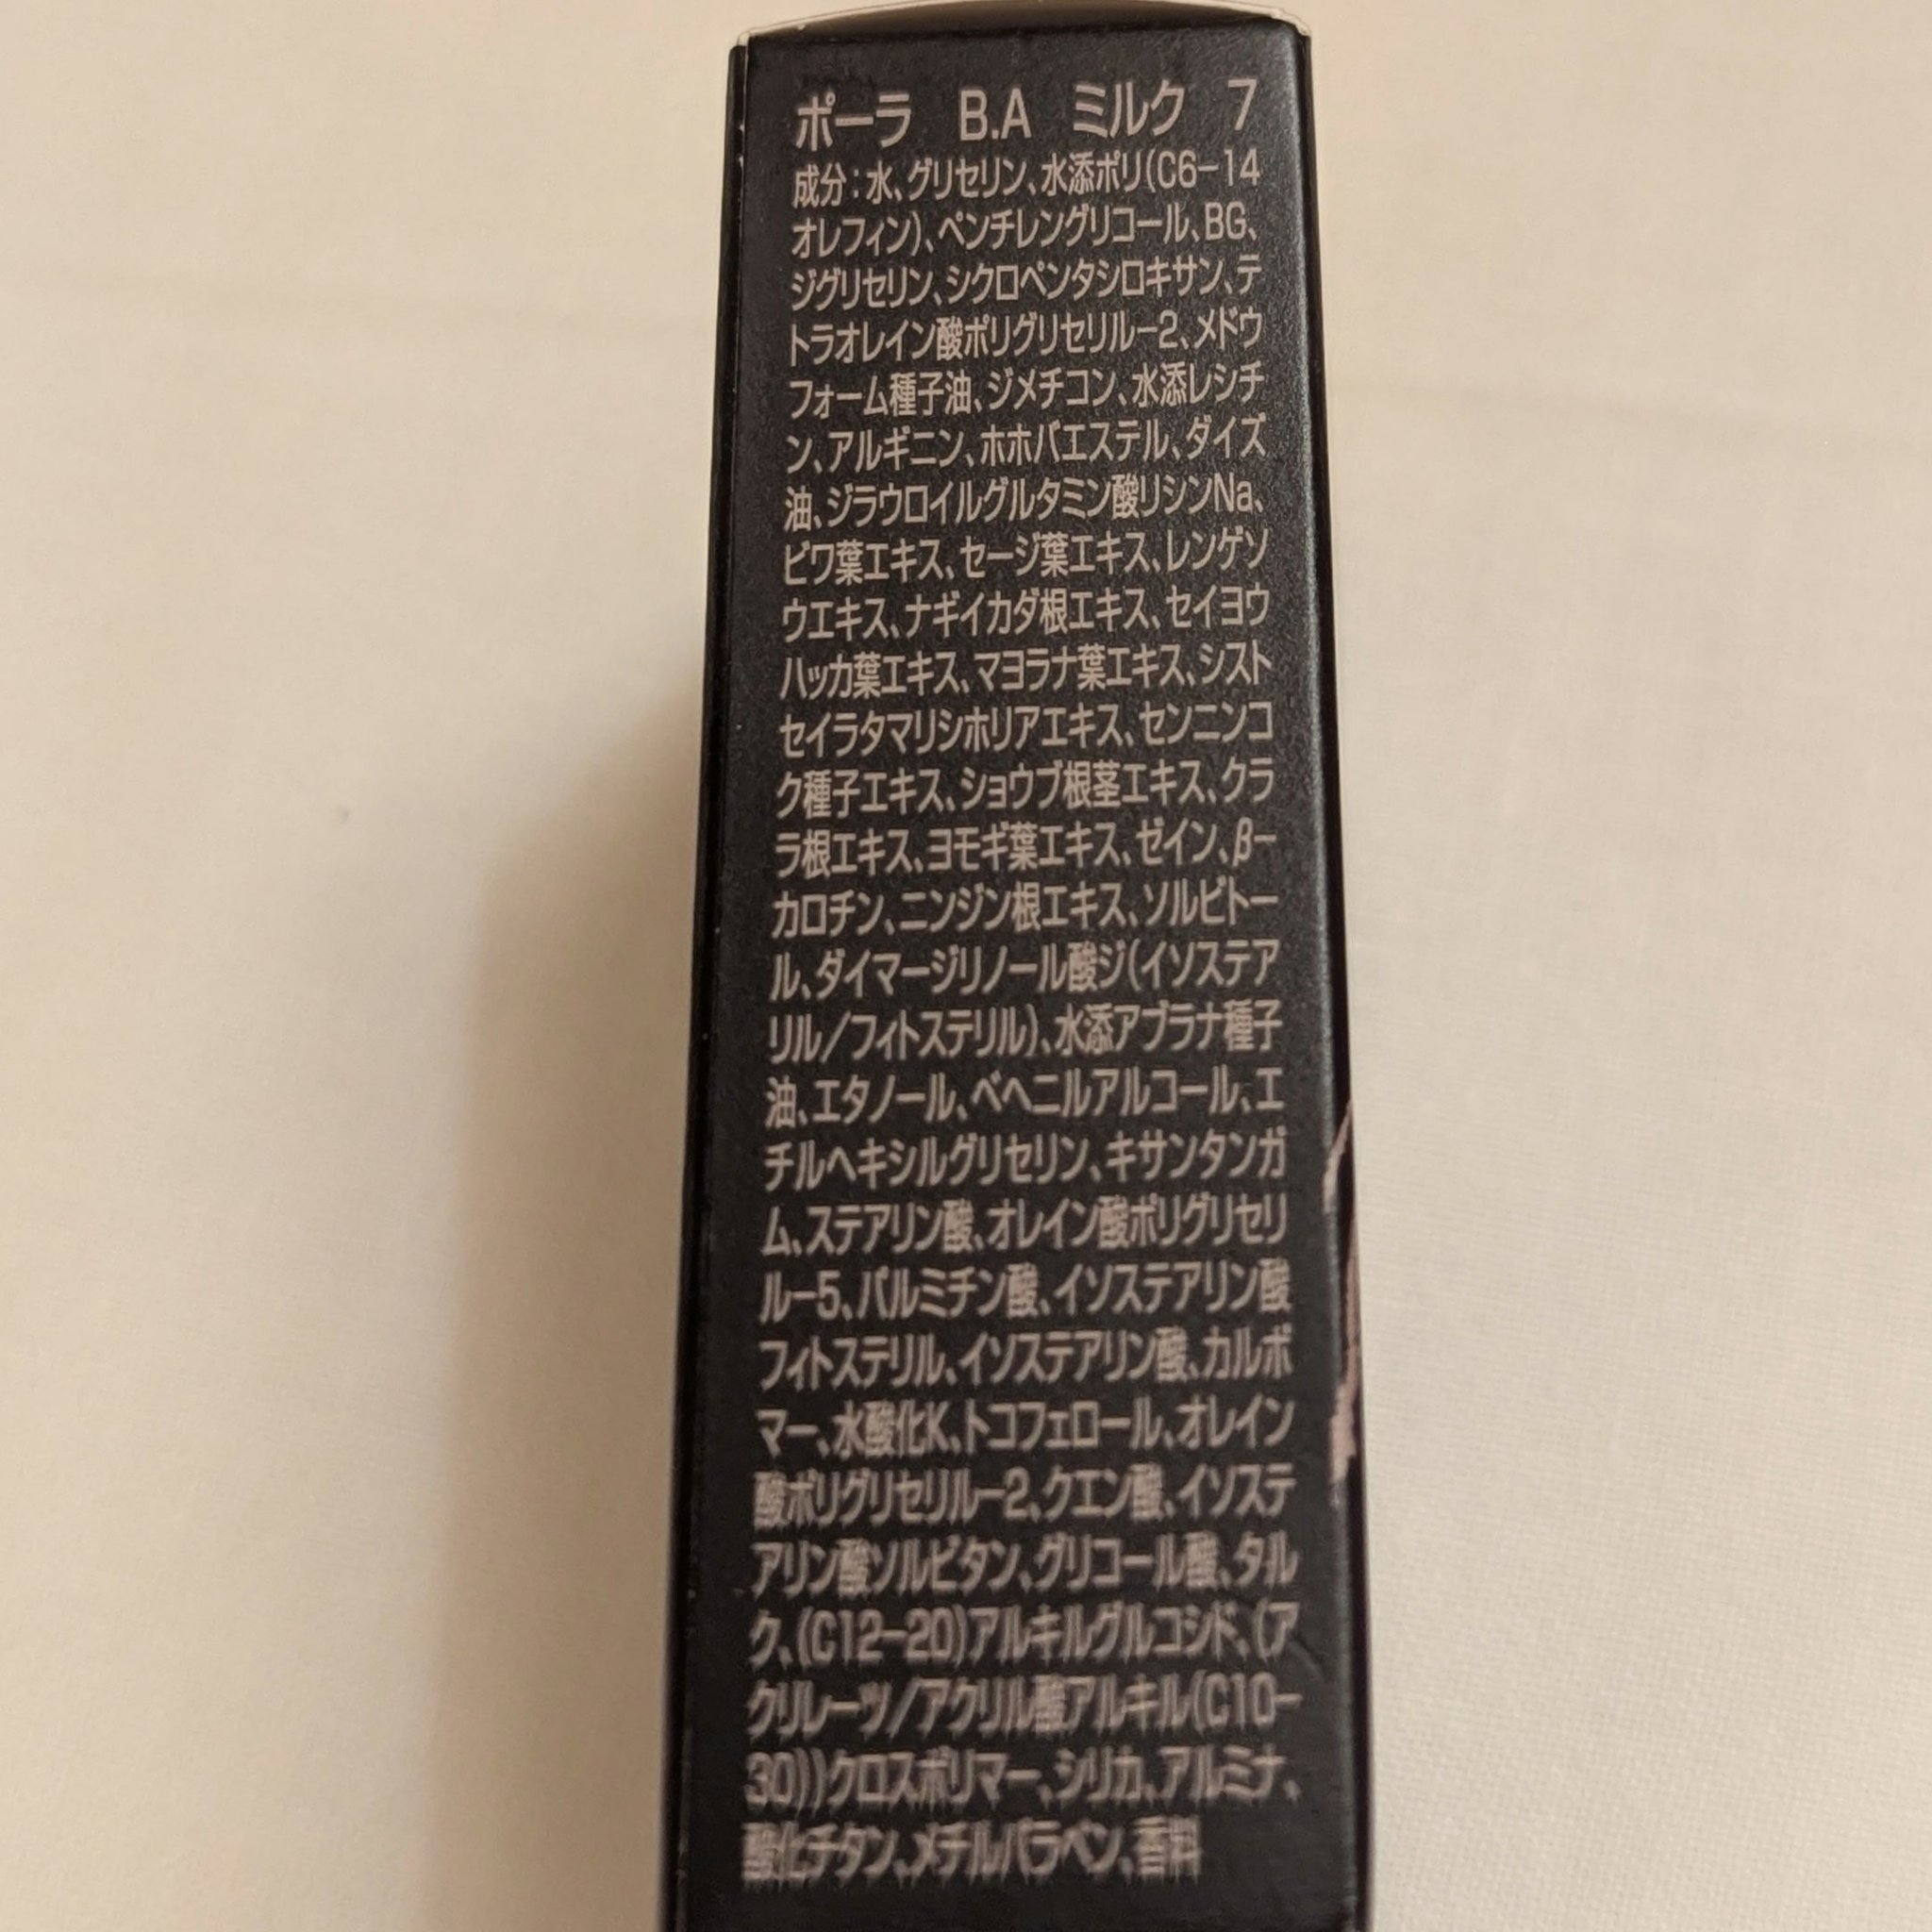 ポーラ B.A ミルク 7
成分：水、グリセリン、水添ポリ(C6-14
オレフィン)、ペンチレングリコール、BG、
ジグリセリン、シクロペンタシロキサン、テ
トラオレイン酸ポリグリセリル-2、メドウ
フォーム種子油、ジメチコン、水添レシチ
ン、アルギニン、ホホバエステル、ダイズ
油、ジラウロイルグルタミン酸リシンNa、
ビワ葉エキス、セージ葉エキス、レンゲソ
ウエキス、ナギイカダ根エキス、セイヨウ
ハッカ葉エキス、マヨラナ葉エキス、シスト
セイラタマリシホリアエキス、センニンコ
ク種子エキス、ショウブ根茎エキス、クラ
ラ根エキス、ヨモギ葉エキス、ゼイン、β-
カロチン、ニンジン根エキス、ソルビトー
ル、ダイマージリノール酸ジ(イソステア
リル/フィトステリル)、水添アブラナ種子
油、エタノール、ベヘニルアルコール、エ
チルヘキシルグリセリン、キサンタンガ
ム、ステアリン酸、オレイン酸ポリグリセリ
ル-5、パルミチン酸、イソステアリン酸
フィトステリル、イソステアリン酸、カルボ
マー、水酸化K、トコフェロール、オレイン
酸ポリグリセリル-2、クエン酸、イソステ
アリン酸ソルビタン、グリコール酸、タル
ク、(C12-20)アルキルグルコシド、(ア
クリレーツ/アクリル酸アルキル(C10-
30))クロスポリマー、シリカ、アルミナ、
酸化チタン、メチルパラベン、香料